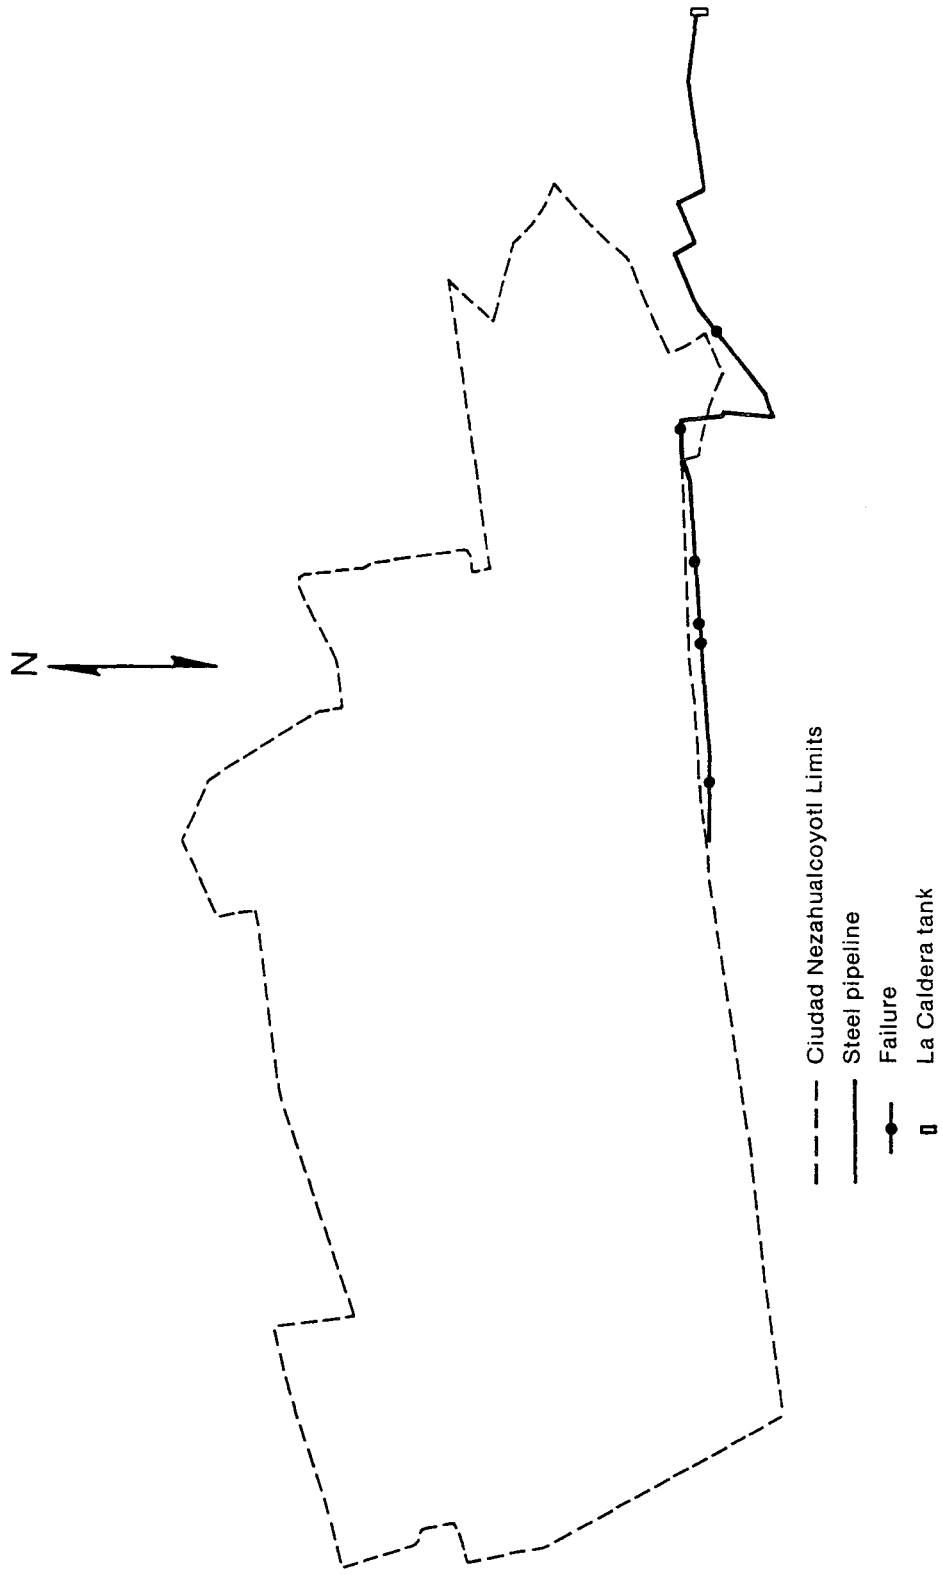 N
Ciudad Nezahualcoyotl Limits
Steel pipeline
Failure
La Caldera tank